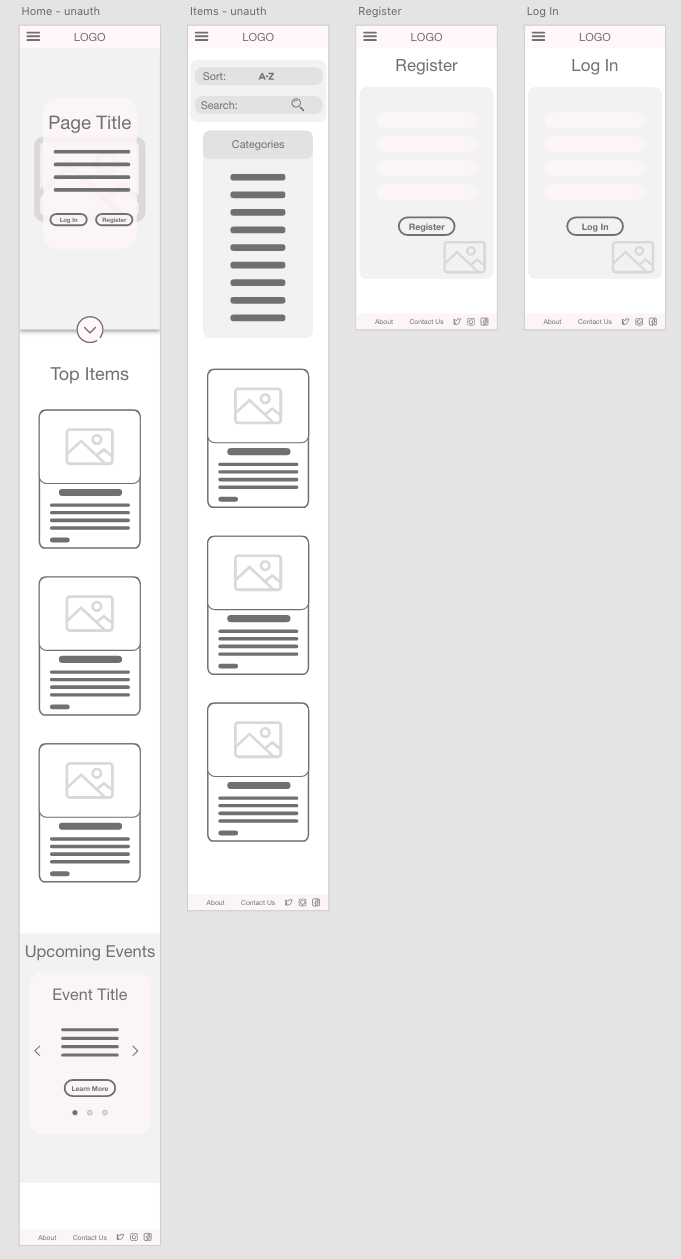 Home - unauth
LOGO
Page Title
Log In
Register
Top Items
Upcoming Events
Event Title
Learn More
About
Contact Us
Items - unauth
LOGO
Sort:
A-Z
Search:
Categories
About
Contact Us
Register
LOGO
Register
Register
About
Contact Us
Log In
LOGO
Log In
Log In
About
Contact Us